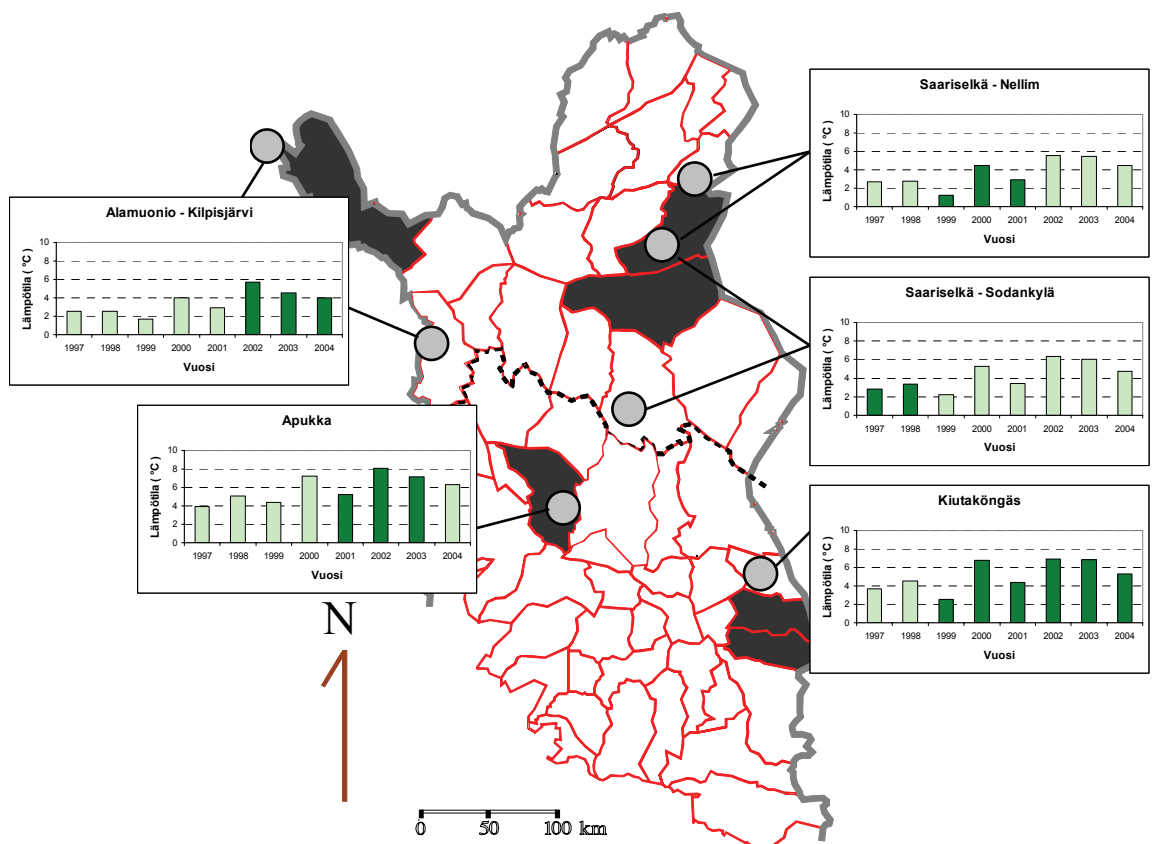 Saariselkä - Nellim
Lämpötila ( °C)
10
8
6
4
2
0
1997 1998 1999 2000 2001 2002 2003 2004
Vuosi
Alamuonio - Kilpisjärvi
Lämpötila ( °C)
10
8
6
4
2
0
1997 1998 1999 2000 2001 2002 2003 2004
Vuosi
Saariselkä - Sodankylä
Lämpötila ( °C)
10
8
6
4
2
0
1997 1998 1999 2000 2001 2002 2003 2004
Vuosi
Apukka
Lämpötila ( °C)
10
8
6
4
2
0
1997 1998 1999 2000 2001 2002 2003 2004
Vuosi
Kiutaköngäs
Lämpötila ( °C)
10
8
6
4
2
0
1997 1998 1999 2000 2001 2002 2003 2004
Vuosi
N
0 50 100 km